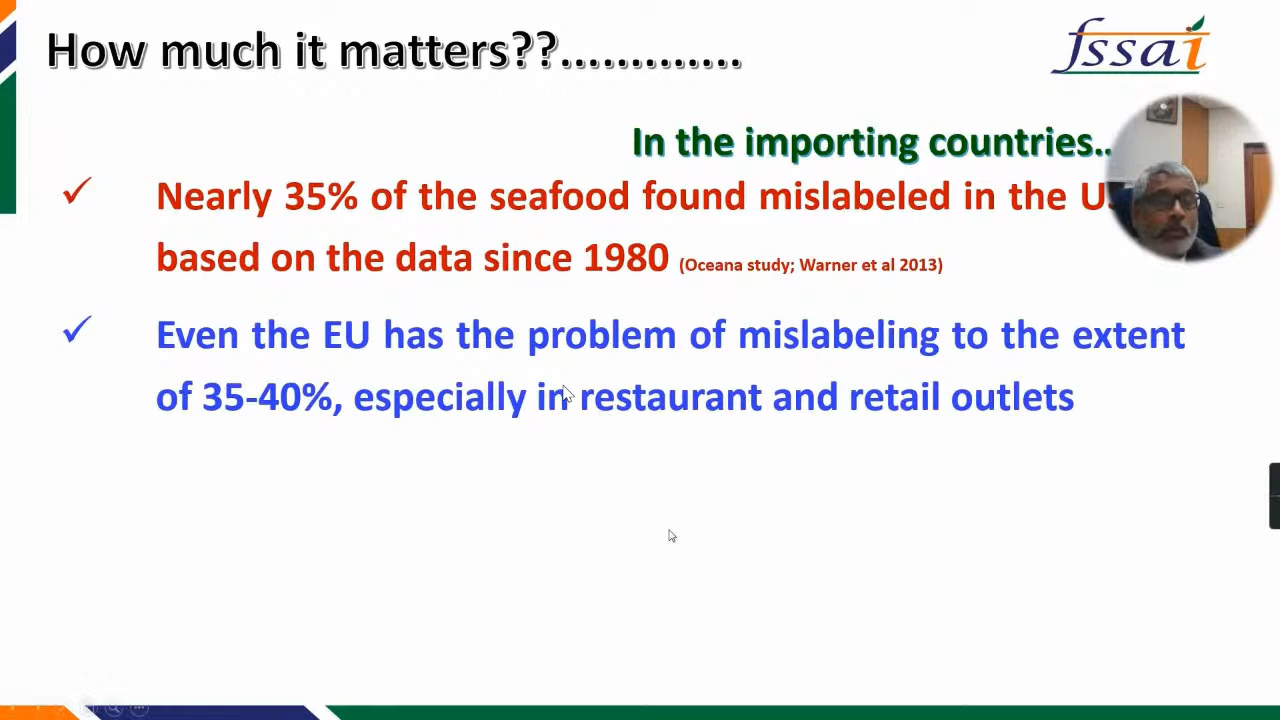 How much it matters??.............
fssai
In the importing countries..
✓ Nearly 35% of the seafood found mislabeled in the
based on the data since 1980 (Oceana study; Warner et al 2013)
✓ Even the EU has the problem of mislabeling to the extent
of 35-40%, especially in restaurant and retail outlets